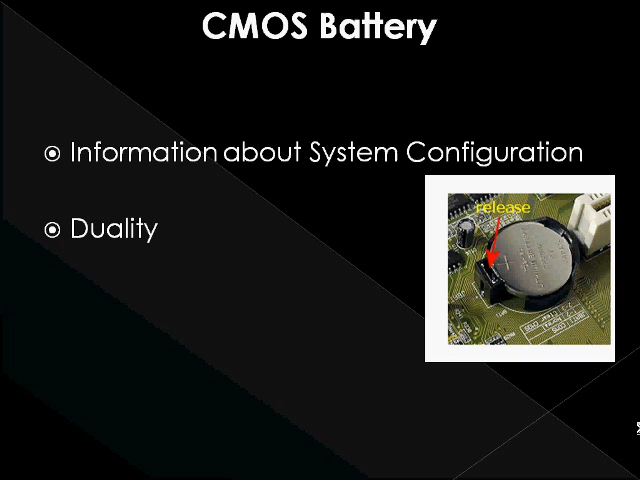 CMOS Battery
Information about System Configuration
Duality
release